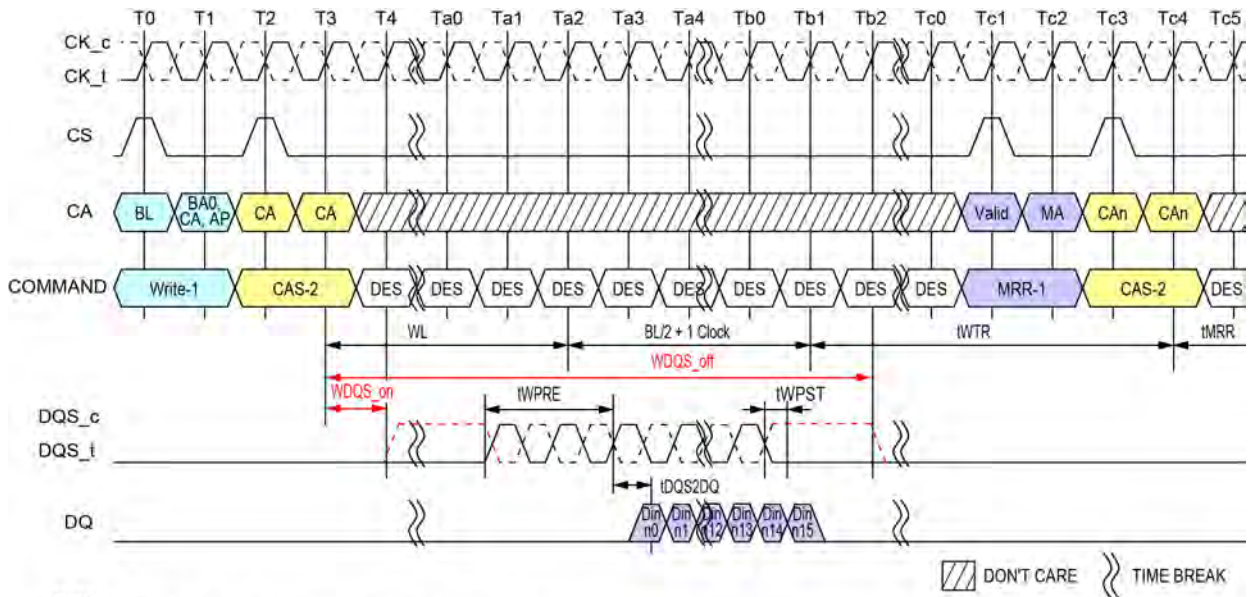 T0 T1 T2 T3 T4 Ta0 Ta1 Ta2 Ta3 Ta4 Tb0 Tb1 Tb2 Tc0 Tc1 Tc2 Tc3 Tc4 Tc5
CK_c
CK_t
CS
CA BL BA0, CA, AP CA CA Valid MA CAn CAn
COMMAND Write-1 CAS-2 DES DES DES DES DES DES DES DES DES DES MRR-1 CAS-2 DES
WL BL/2 + 1 Clock tWTR tMRR
WDQS_off
WDQS_on tWPRE tWPST
DQS_c
DQS_t
tDQS2DQ
DQ Din n0 Din n1 Din n12 Din n13 Din n14 Din n15
DON'T CARE TIME BREAK